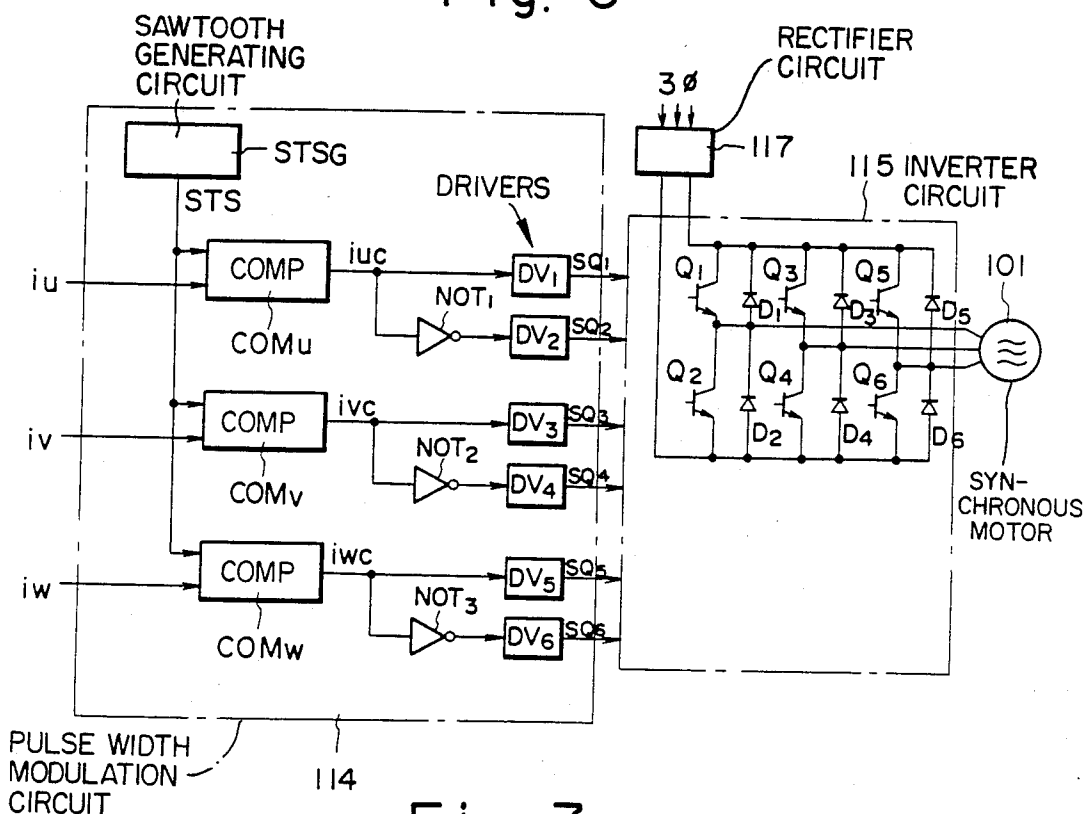 SAWTOOTH
GENERATING
CIRCUIT
STSG
STS
DRIVERS
iu
COMP
COMu
iuc
NOT1
DV1
SQ1
DV2
SQ2
iv
COMP
COMv
ivc
NOT2
DV3
SQ3
DV4
SQ4
iw
COMP
COMw
iwc
NOT3
DV5
SQ5
DV6
SQ6
PULSE WIDTH
MODULATION
CIRCUIT
114
RECTIFIER
CIRCUIT
3ø
117
115 INVERTER
CIRCUIT
Q1
Q3
Q5
D1
D3
D5
Q2
Q4
Q6
D2
D4
D6
101
SYN-
CHRONOUS
MOTOR